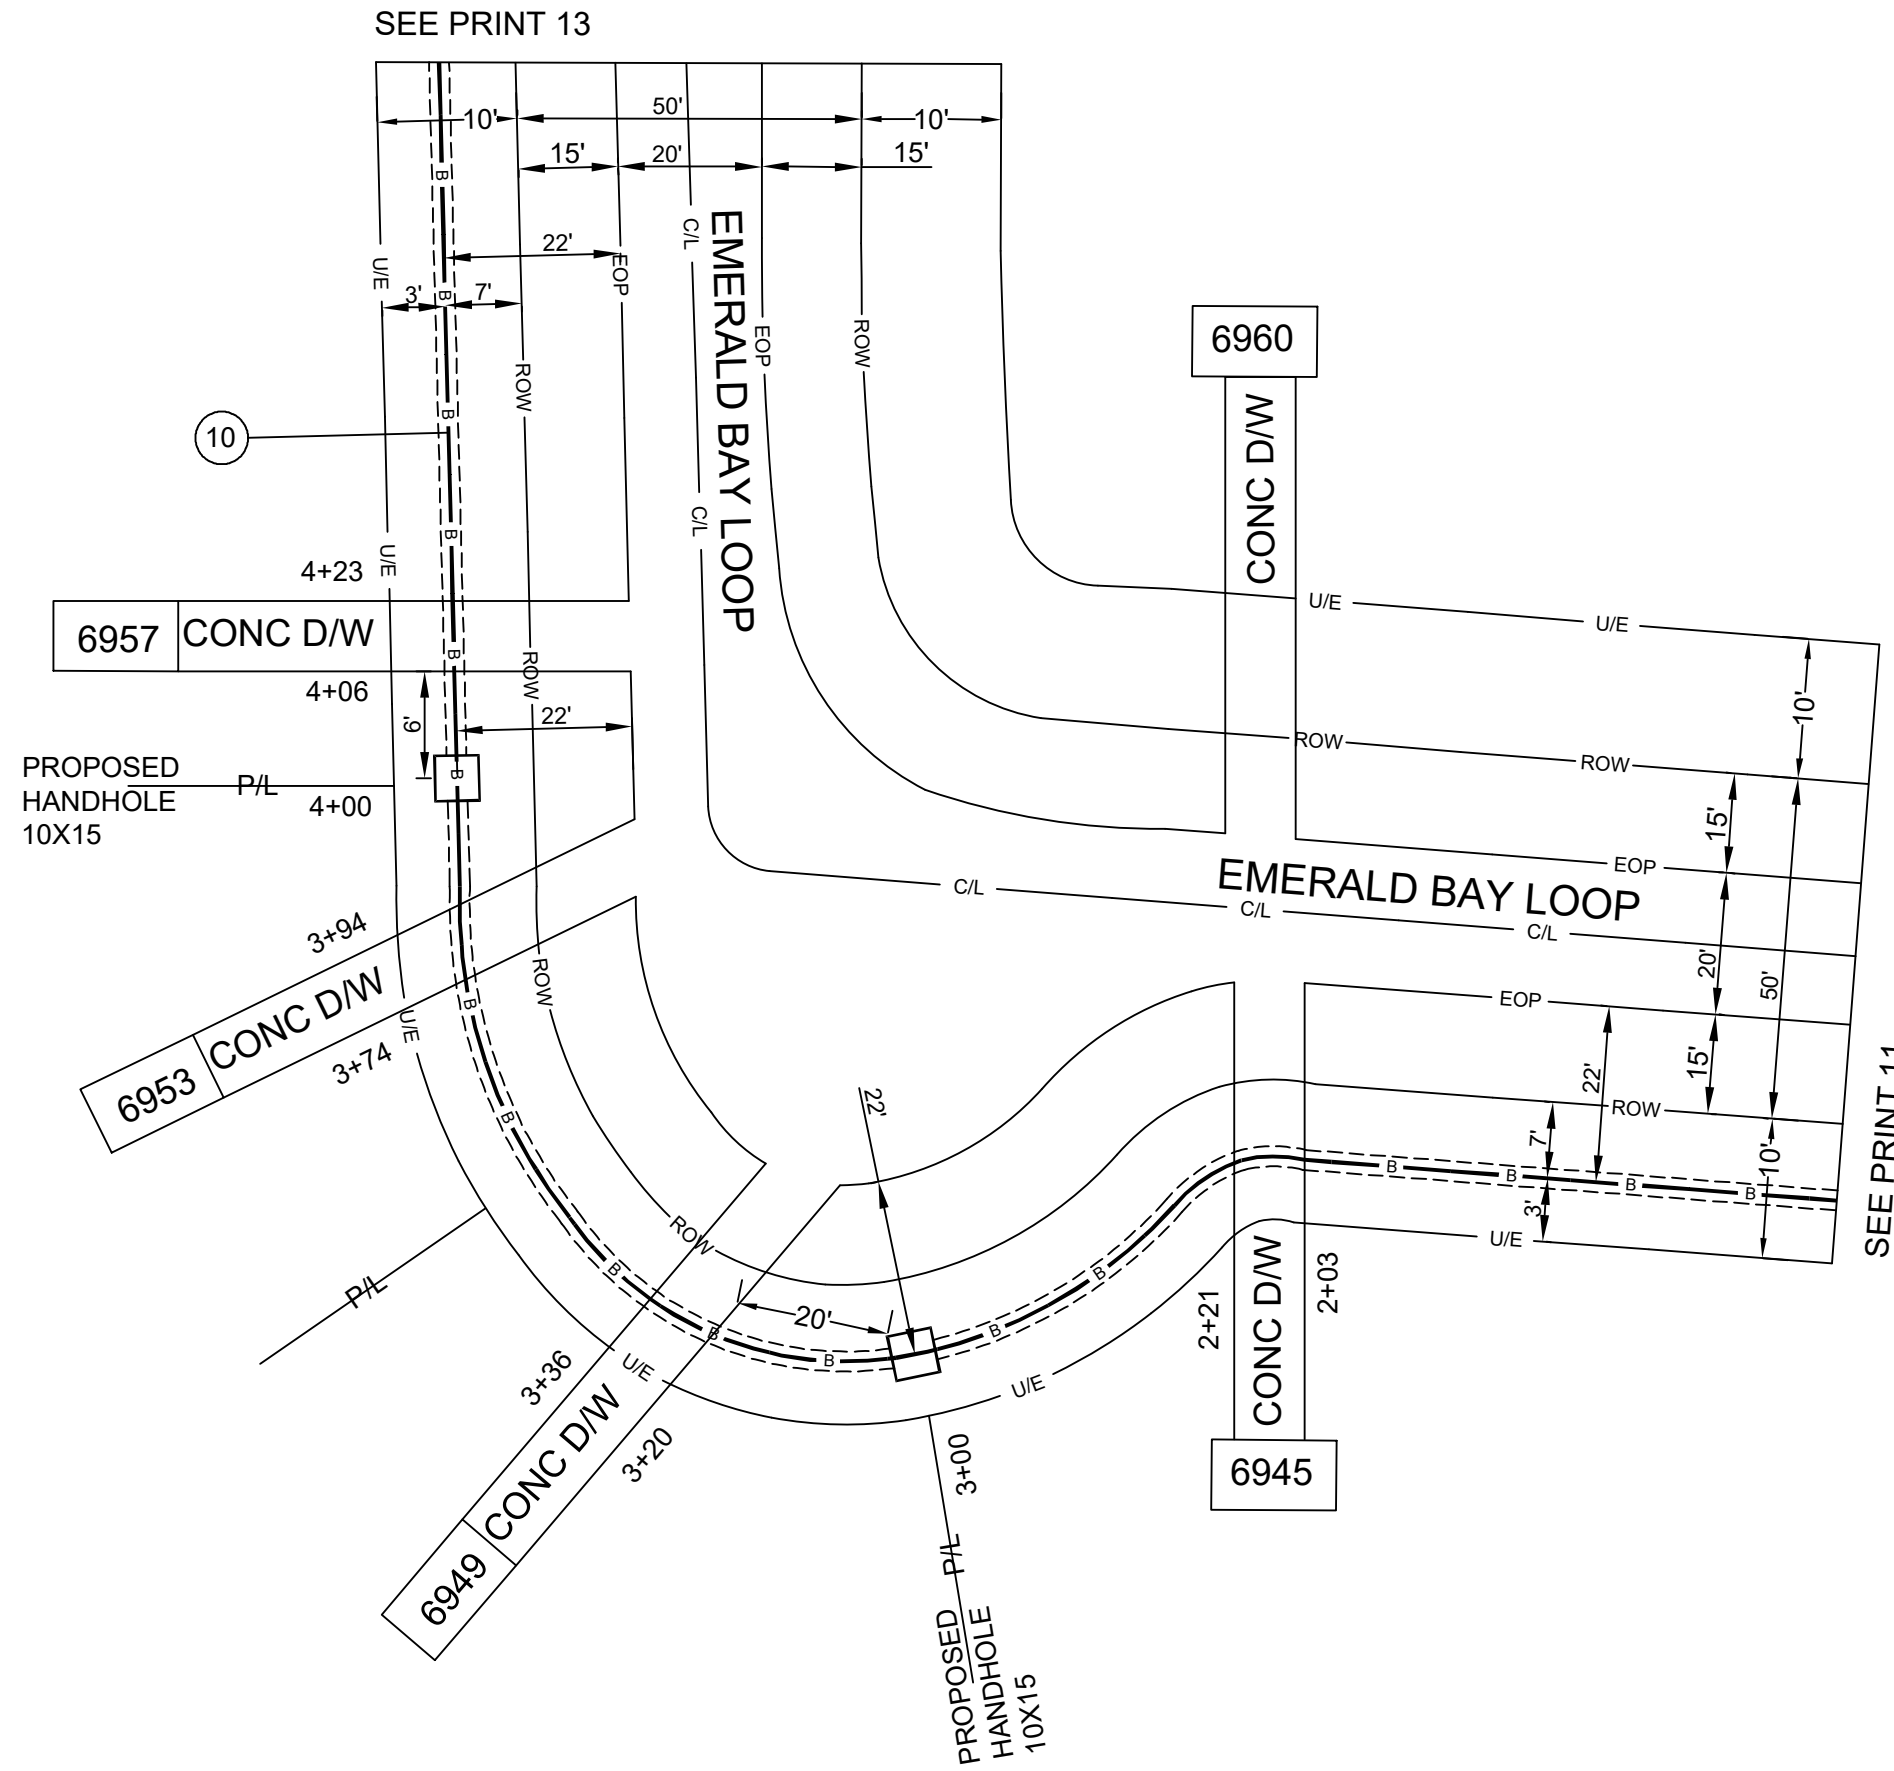 SEE PRINT 13
10'
50'
10'
15'
20'
15'
B
C/L
EMERALD BAY LOOP
22'
EOP
U/E
3'
B
7'
EOP
ROW
6960
ROW
B
10
CONC D/W
C/L
B
U/E
4+23
6957
CONC D/W
B
ROW
4+06
9'
22'
U/E
U/E
10'
ROW
ROW
PROPOSED
HANDHOLE
10X15
P/L
4+00
B
15'
EOP
EMERALD BAY LOOP
C/L
C/L
C/L
20'
50'
3+94
CONC D/W
6953
3+74
U/E
B
ROW
EOP
22'
15'
SEE PRINT 11
ROW
7'
10'
B
22'
B
B
B
B
3'
U/E
P/L
ROW
B
20'
B
B
B
B
U/E
U/E
3+36
CONC D/W
6949
3+20
2+21
CONC D/W
2+03
6945
3+00
P/L
PROPOSED
HANDHOLE
10X15